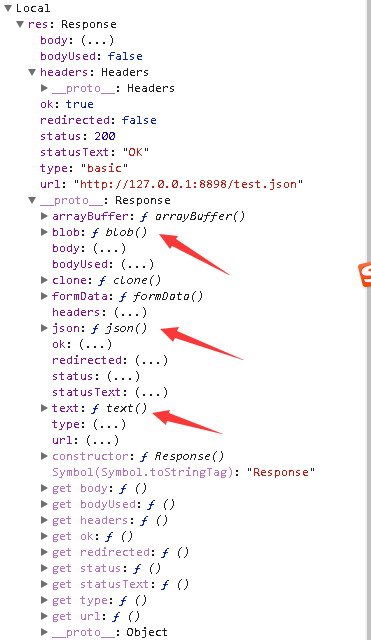 ▼ Local
▼ res: Response
body: (...)
bodyUsed: false
▼ headers: Headers
▶ __proto__: Headers
ok: true
redirected: false
status: 200
statusText: "OK"
type: "basic"
url: "http://127.0.0.1:8898/test.json"
▼ __proto__: Response
▶ arrayBuffer: ƒ arrayBuffer()
▶ blob: ƒ blob()
body: (...)
bodyUsed: (...)
▶ clone: ƒ clone()
▶ formData: ƒ formData()
headers: (...)
▶ json: ƒ json()
ok: (...)
redirected: (...)
status: (...)
statusText: (...)
▶ text: ƒ text()
type: (...)
url: (...)
▶ constructor: ƒ Response()
Symbol(Symbol.toStringTag): "Response"
▶ get body: ƒ ()
▶ get bodyUsed: ƒ ()
▶ get headers: ƒ ()
▶ get ok: ƒ ()
▶ get redirected: ƒ ()
▶ get status: ƒ ()
▶ get statusText: ƒ ()
▶ get type: ƒ ()
▶ get url: ƒ ()
▶ __proto__: Object